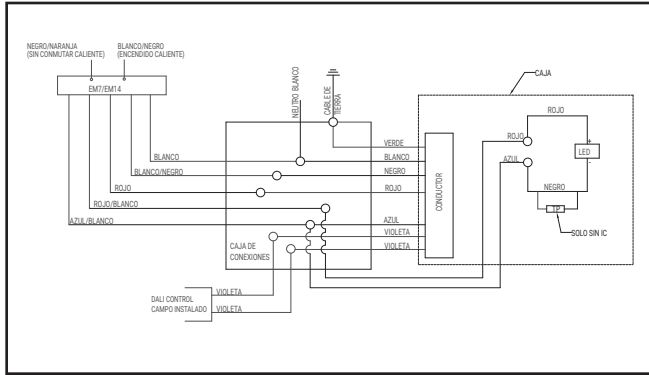 NEGRO/NARANJA
(SIN CONMUTAR CALIENTE)
BLANCO/NEGRO
(ENCENDIDO CALIENTE)
EM7/EM14
NEUTRO BLANCO
CABLE DE
TIERRA
CAJA
ROJO
ROJO
+
LED
-
AZUL
NEGRO
TP
SOLO SIN IC
VERDE
BLANCO
BLANCO
BLANCO/NEGRO
NEGRO
ROJO
ROJO
CONDUCTOR
ROJO/BLANCO
AZUL/BLANCO
AZUL
VIOLETA
VIOLETA
CAJA DE
CONEXIONES
DALI CONTROL
CAMPO INSTALADO
VIOLETA
VIOLETA